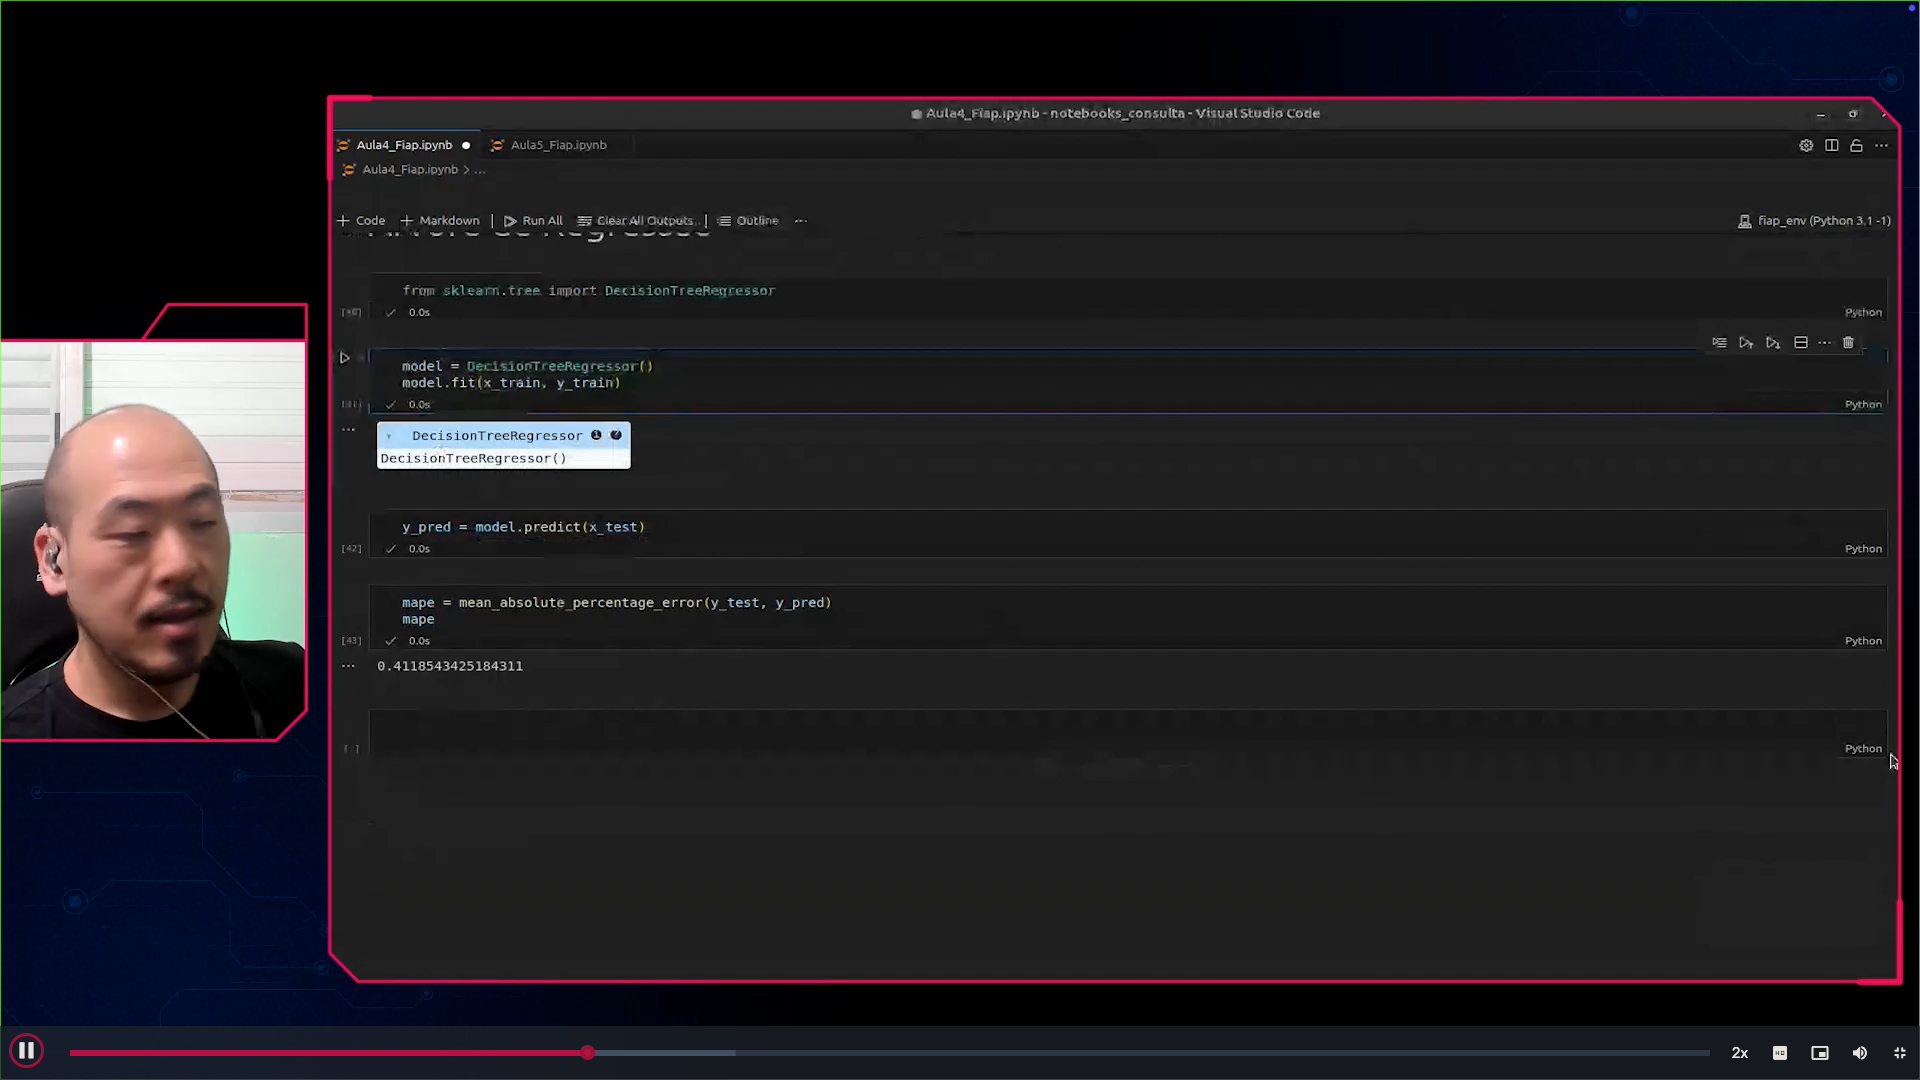 Aula4_Fiap.ipynb - notebooks_consulta - Visual Studio Code
Aula4_Fiap.ipynb Aula5_Fiap.ipynb
Aula4_Fiap.ipynb > ...
+ Code + Markdown | Run All Clear All Outputs | Outline ... fiap_env (Python 3.1
from sklearn.tree import DecisionTreeRegressor
0.0s Python
model = DecisionTreeRegressor()
model.fit(x_train, y_train)
0.0s Python
DecisionTreeRegressor
DecisionTreeRegressor()
y_pred = model.predict(x_test)
[42] 0.0s Python
mape = mean_absolute_percentage_error(y_test, y_pred)
mape
[43] 0.0s Python
0.4118543425184311
[ ] Python
2x HD